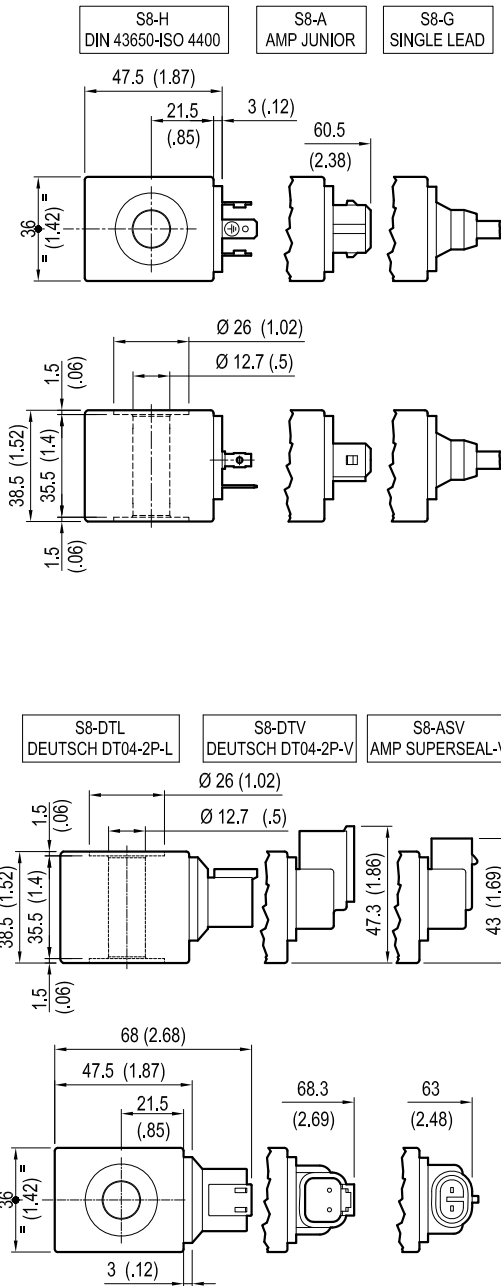 S8-H
DIN 43650-ISO 4400
S8-A
AMP JUNIOR
S8-G
SINGLE LEAD
47.5 (1.87)
21.5
(.85)
3 (.12)
60.5
(2.38)
36
(1.42)
=
=
Ø 26 (1.02)
Ø 12.7 (.5)
1.5
(.06)
38.5 (1.52)
35.5 (1.4)
1.5
(.06)
S8-DTL
DEUTSCH DT04-2P-L
S8-DTV
DEUTSCH DT04-2P-V
S8-ASV
AMP SUPERSEAL-V
Ø 26 (1.02)
Ø 12.7 (.5)
1.5
(.06)
38.5 (1.52)
35.5 (1.4)
1.5
(.06)
47.3 (1.86)
43 (1.69)
68 (2.68)
47.5 (1.87)
21.5
(.85)
68.3
(2.69)
63
(2.48)
36
(1.42)
=
=
3 (.12)